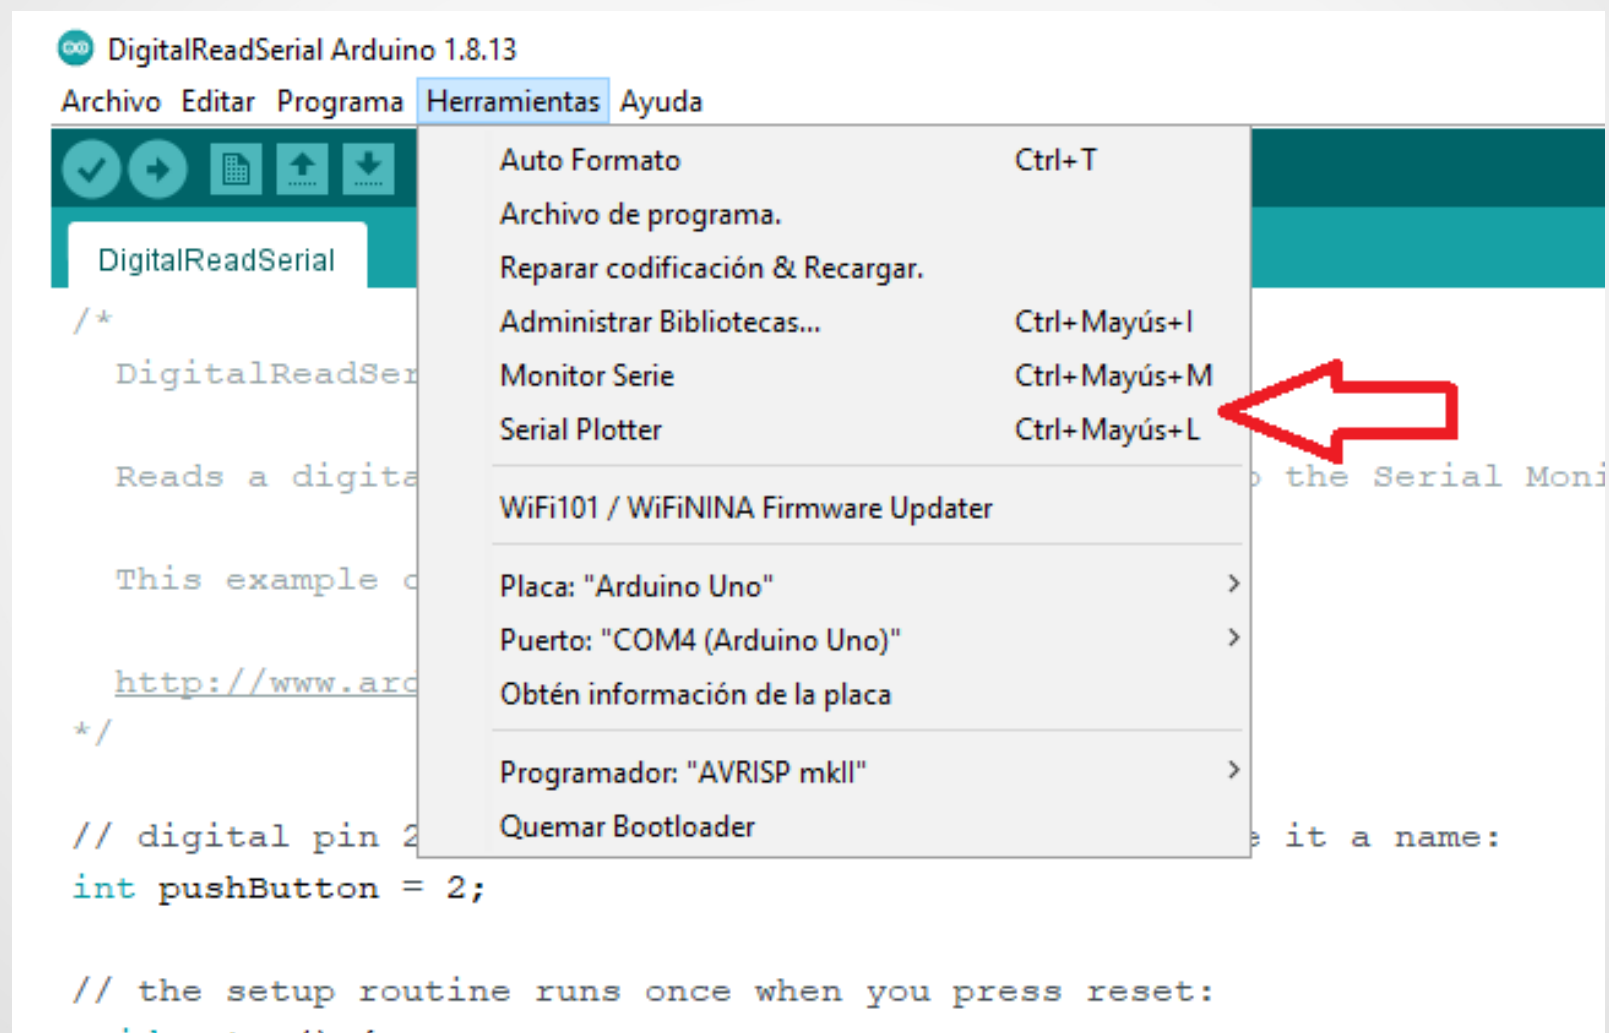 DigitalReadSerial Arduino 1.8.13
Archivo Editar Programa Herramientas Ayuda
Auto Formato Ctrl+T
Archivo de programa.
Reparar codificación & Recargar.
Administrar Bibliotecas... Ctrl+Mayús+I
Monitor Serie Ctrl+Mayús+M
Serial Plotter Ctrl+Mayús+L
WiFi101 / WiFiNINA Firmware Updater
Placa: "Arduino Uno"
Puerto: "COM4 (Arduino Uno)"
Obtén información de la placa
Programador: "AVRISP mkII"
Quemar Bootloader
DigitalReadSerial
/*
DigitalReadSer
Reads a digita the Serial Moni
This example
http://www.ard
*/
// digital pin 2 it a name:
int pushButton = 2;
// the setup routine runs once when you press reset: